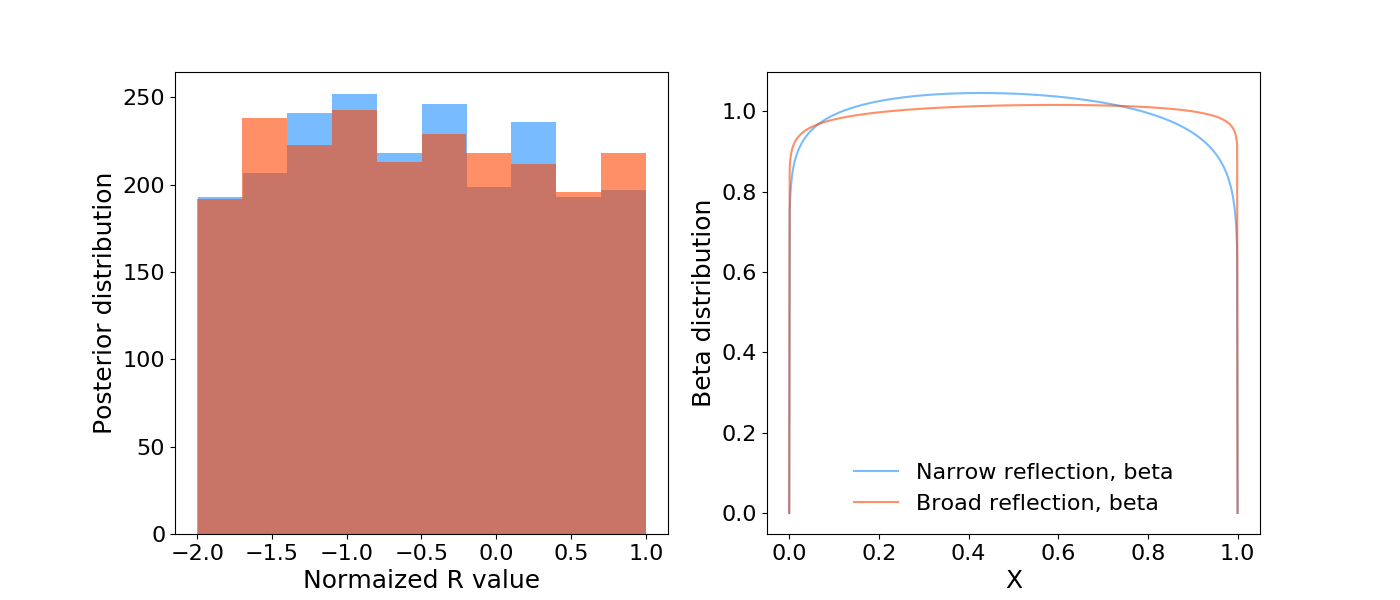 Posterior distribution
250
200
150
100
50
0
−2.0 −1.5 −1.0 −0.5 0.0 0.5 1.0
Normaized R value
Beta distribution
1.0
0.8
0.6
0.4
0.2
0.0
Narrow reflection, beta
Broad reflection, beta
0.0 0.2 0.4 0.6 0.8 1.0
X